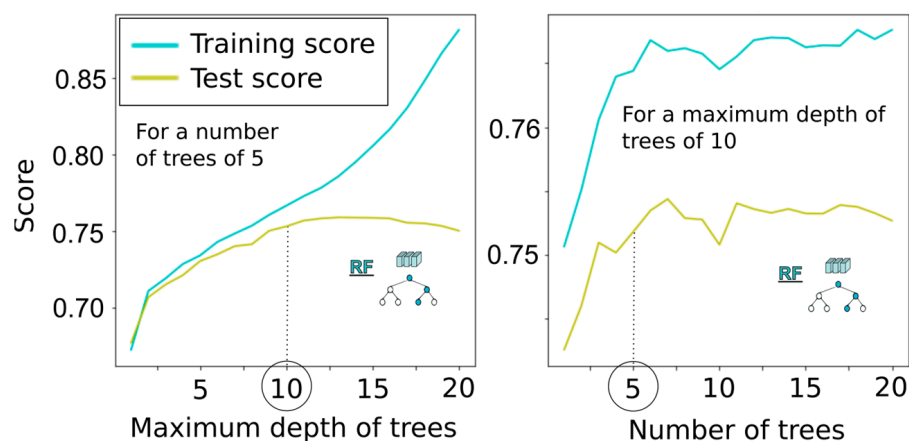 Training score
Test score
For a number
of trees of 5
Score
0.85
0.80
0.75
0.70
RF
5
10
15
20
Maximum depth of trees
For a maximum depth of
trees of 10
0.76
0.75
RF
5
10
15
20
Number of trees